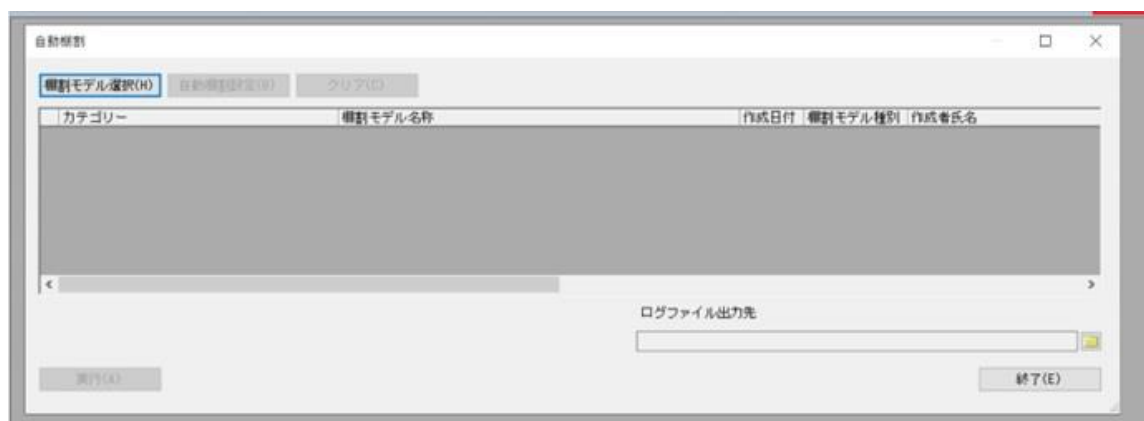 自動棚割
棚割モデル選択(H) 自動棚割設定(B) クリア(C)
カテゴリー 棚割モデル名称 作成日付 棚割モデル種別 作成者氏名
ログファイル出力先
実行(A) 終了(E)